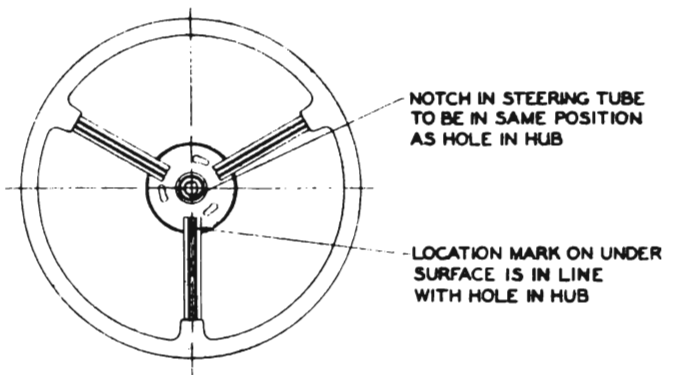 NOTCH IN STEERING TUBE
TO BE IN SAME POSITION
AS HOLE IN HUB
LOCATION MARK ON UNDER
SURFACE IS IN LINE
WITH HOLE IN HUB